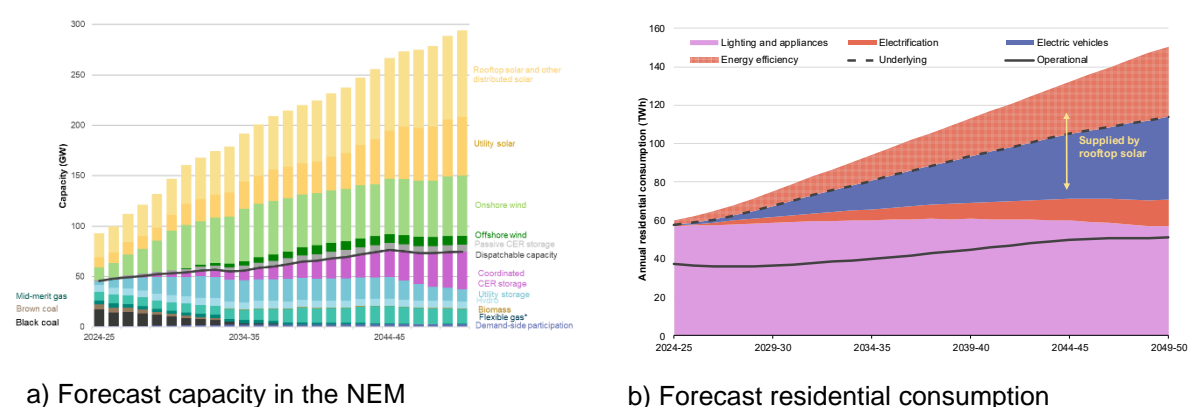 300
250
200
150
100
50
0
Capacity (GW)
2024-25
2034-35
2044-45
Rooftop solar and other
distributed solar
Utility solar
Onshore wind
Offshore wind
Passive CER storage
Dispatchable capacity
Coordinated
CER storage
Utility storage
Hydro
Biomass
Flexible gas*
Demand-side participation
Mid-merit gas
Brown coal
Black coal
a) Forecast capacity in the NEM
160
140
120
100
80
60
40
20
0
Annual residential consumption (TWh)
Lighting and appliances
Electrification
Electric vehicles
Energy efficiency
Underlying
Operational
Supplied by
rooftop solar
2024-25
2029-30
2034-35
2039-40
2044-45
2049-50
b) Forecast residential consumption